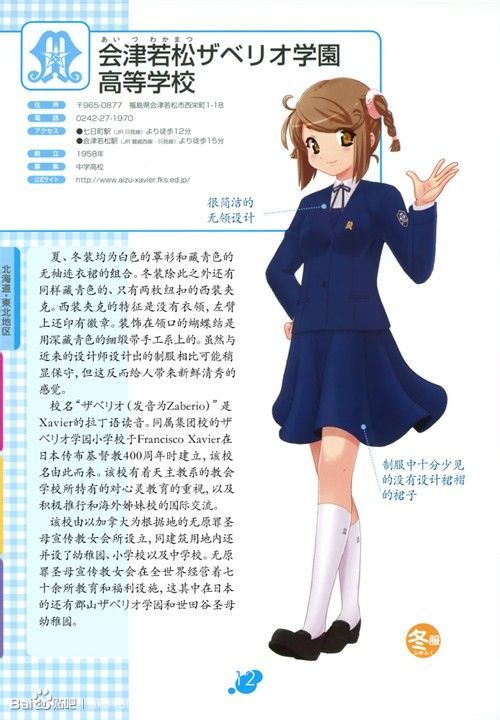 あいづわかまつ
会津若松ザベリオ学園
高等学校
住所 〒965-0877 福島県会津若松市西栄町1-18
電話 0242-27-1970
アクセス ●七日町駅（JR 只見線）より徒歩12分
●会津若松駅（JR 磐越西線・只見線）より徒歩15分
創立 1958年
募集 中学高校
公式サイト http://www.aizu-xavier.fks.ed.jp/
很简洁的
无领设计
北海道・東北地区
夏、冬装均为白色的罩衫和藏青色的
无袖连衣裙的组合。冬装除此之外还有
同样藏青色的、只有两枚纽扣的西装夹
克。西装夹克的特征是没有衣领，左臂
上还印有徽章。装饰在领口的蝴蝶结是
用深藏青色的细缎带手工系上的。虽然与
近来的设计师设计出的制服相比可能稍
显保守，但这反而给人带来新鲜清秀的
感觉。
校名“ザベリオ（发音为Zaberio）”是
Xavier的拉丁语读音。同属集团校的ザ
ベリオ学園小学校于Francisco Xavier在
日本传布基督教400周年时建立，该校
名由此而来。该校有着天主教系的教会
学校所特有的对心灵教育的重视，以及
积极推行和海外姊妹校的国际交流。
该校由以加拿大为根据地的无原罪圣
母宣传教女会所设立，同建筑用地内还
并设了幼稚园、小学校以及中学校。无原
罪圣母宣传教女会在全世界经营着七
十余所教育和福利设施，这其中在日本
的还有郡山ザベリオ学園和世田谷圣母
幼稚园。
制服中十分少见
的没有设计裙褶
的裙子
冬服
ふゆふく
12
Bai 贴吧